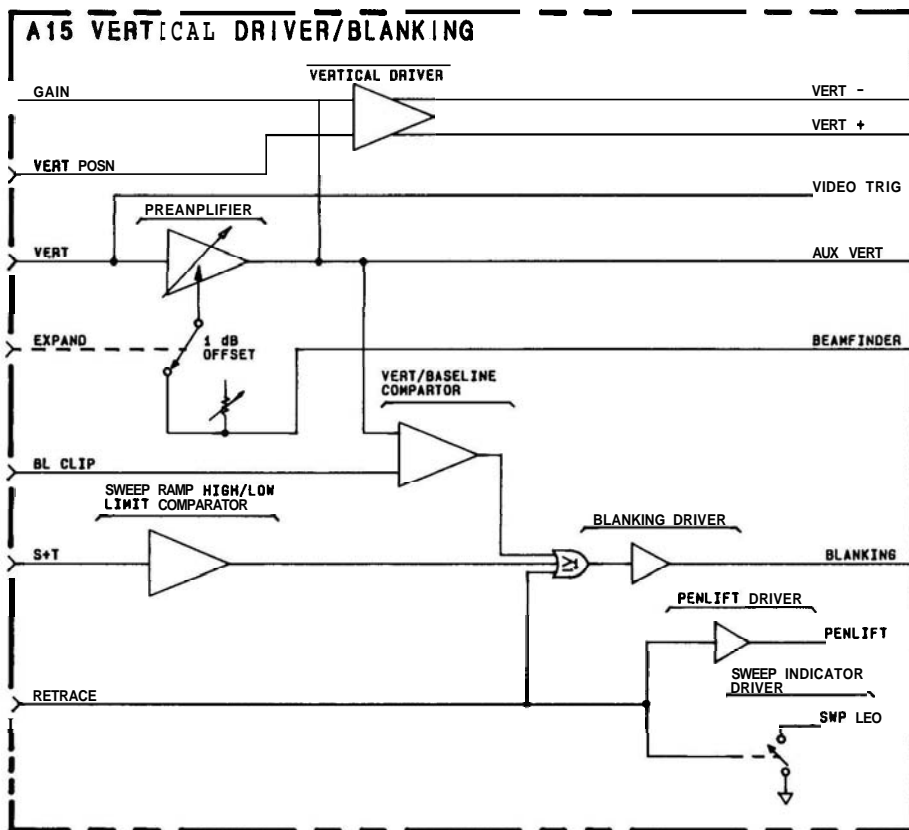 A15 VERTICAL DRIVER/BLANKING
VERTICAL DRIVER
GAIN
VERT -
VERT +
VERT POSN
VIDEO TRIG
PREANPLIFIER
VERT
AUX VERT
EXPAND
1 dB
OFFSET
BEAMFINDER
VERT/BASELINE
COMPARTOR
BL CLIP
SWEEP RAMP HIGH/LOW
LIMIT COMPARATOR
BLANKING DRIVER
S+T
≥1
BLANKING
PENLIFT DRIVER
PENLIFT
SWEEP INDICATOR
DRIVER
RETRACE
SWP LEO